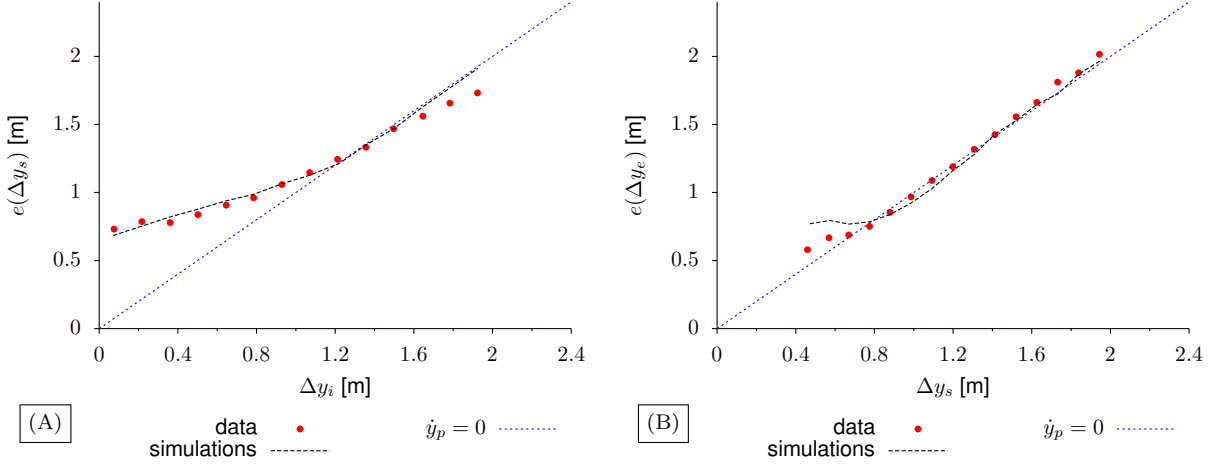 2
1.5
1
0.5
0
e(Δy_s) [m]
0 0.4 0.8 1.2 1.6 2 2.4
Δy_i [m]
(A)
data
simulations
ẏ_p = 0
2
1.5
1
0.5
0
e(Δy_e) [m]
0 0.4 0.8 1.2 1.6 2 2.4
Δy_s [m]
(B)
data
simulations
ẏ_p = 0